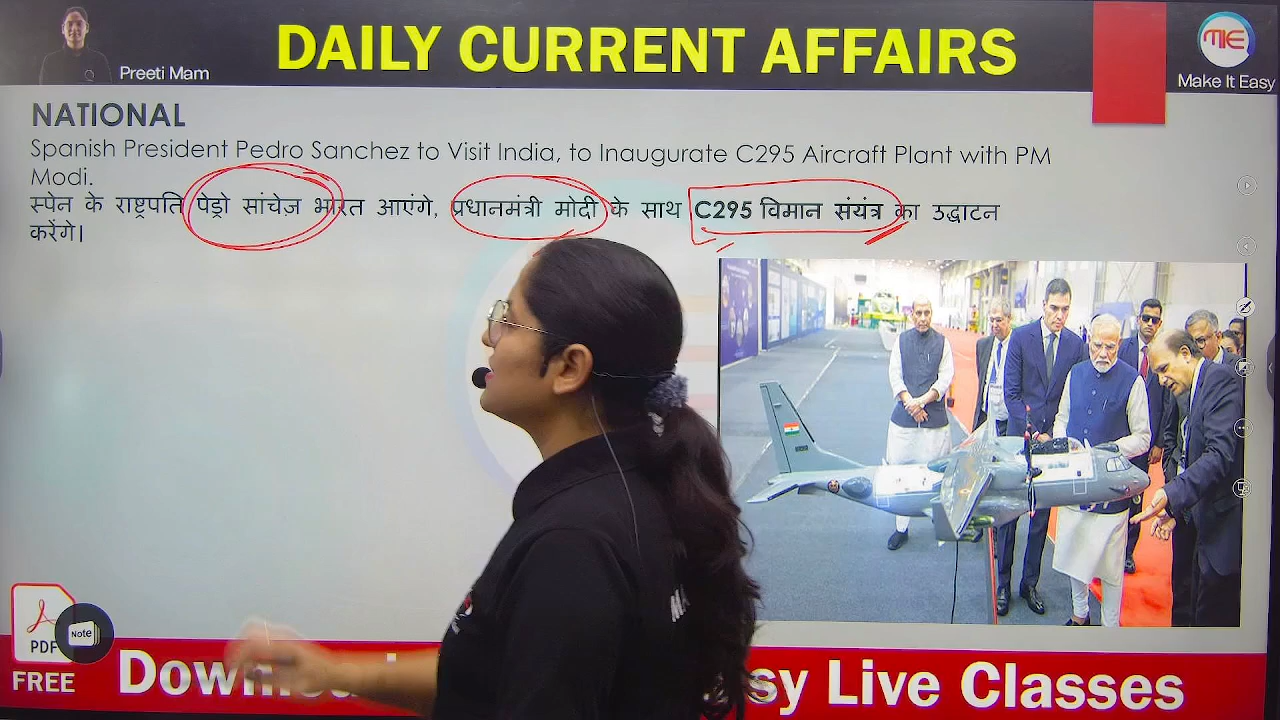 DAILY CURRENT AFFAIRS
Preeti Mam
ME
Make It Easy
NATIONAL
Spanish President Pedro Sanchez to Visit India, to Inaugurate C295 Aircraft Plant with PM
Modi.
स्पेन के राष्ट्रपति पेड्रो सांचेज़ भारत आएंगे, प्रधानमंत्री मोदी के साथ C295 विमान संयंत्र का उद्घाटन
करेंगे।
PDF
Note
FREE
Live Classes